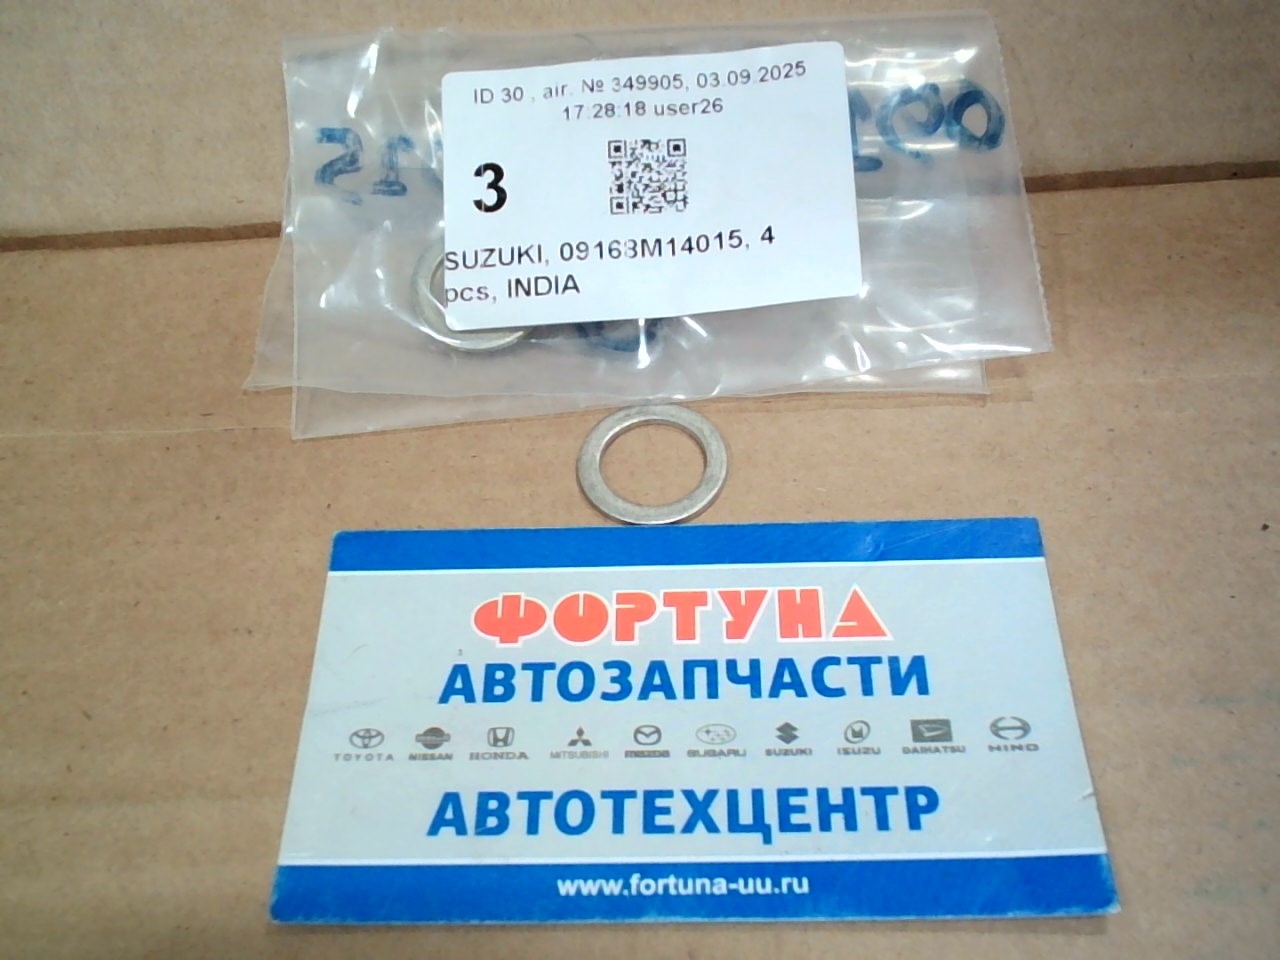 ID 30 , air. № 349905, 03.09.2025
17:28:18 user26
3
SUZUKI, 09168M14015, 4
pcs, INDIA
ФОРТУНА
АВТОЗАПЧАСТИ
TOYOTA NISSAN HONDA MITSUBISHI mazda SUBARU SUZUKI ISUZU DAIHATSU HINO
АВТОТЕХЦЕНТР
www.fortuna-uu.ru